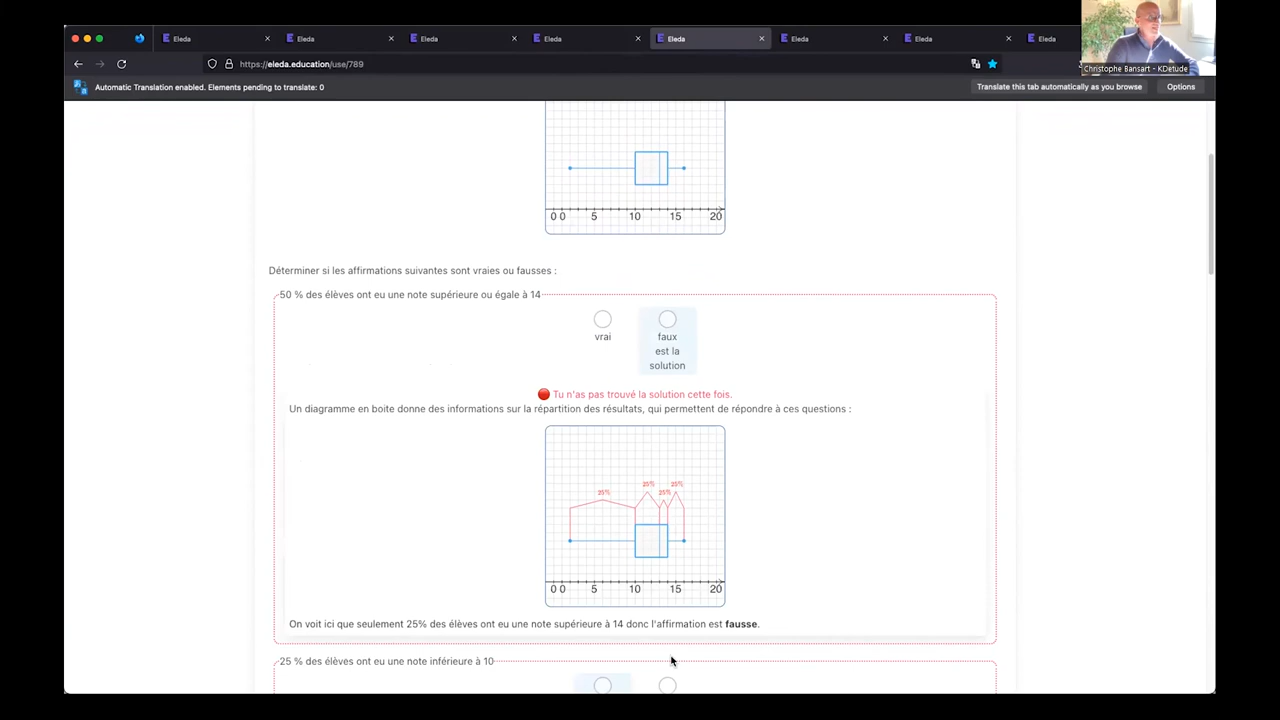 Eleda
Eleda
Eleda
Eleda
Eleda
Eleda
Eleda
Eleda
Christophe Bansart - KDetude
https://eleda.education/use/789
Automatic Translation enabled. Elements pending to translate: 0
Translate this tab automatically as you browse
Options
0 0 5 10 15 20
Déterminer si les affirmations suivantes sont vraies ou fausses :
50 % des élèves ont eu une note supérieure ou égale à 14
vrai
faux
est la
solution
Tu n'as pas trouvé la solution cette fois.
Un diagramme en boite donne des informations sur la répartition des résultats, qui permettent de répondre à ces questions :
25% 25% 25% 25%
0 0 5 10 15 20
On voit ici que seulement 25% des élèves ont eu une note supérieure à 14 donc l'affirmation est fausse.
25 % des élèves ont eu une note inférieure à 10